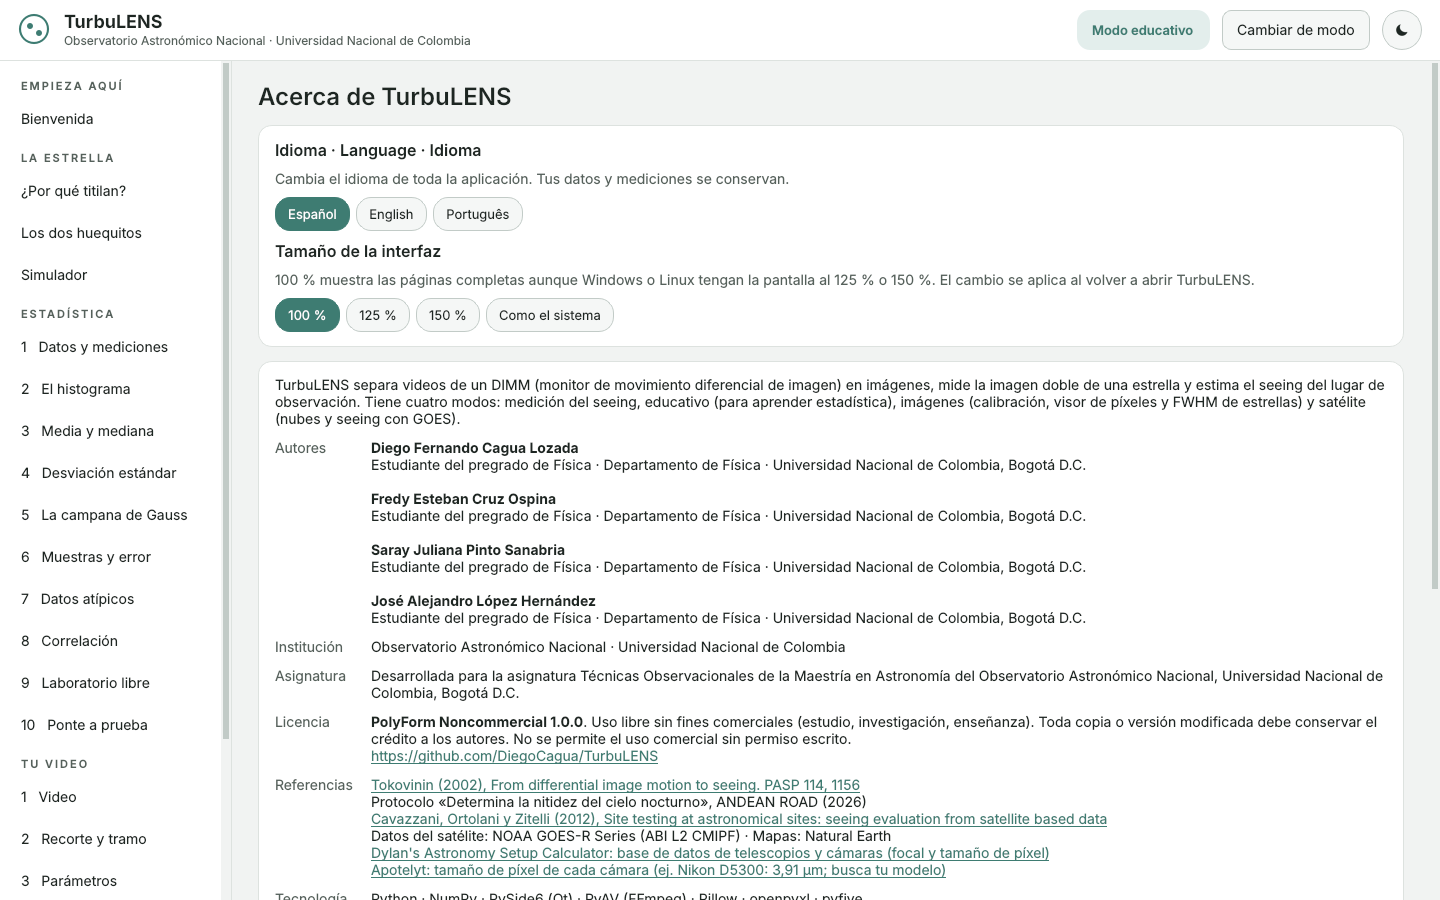 TurbuLENS
Observatorio Astronómico Nacional · Universidad Nacional de Colombia
Modo educativo
Cambiar de modo
EMPIEZA AQUÍ
Bienvenida
LA ESTRELLA
¿Por qué titilan?
Los dos huequitos
Simulador
ESTADÍSTICA
1 Datos y mediciones
2 El histograma
3 Media y mediana
4 Desviación estándar
5 La campana de Gauss
6 Muestras y error
7 Datos atípicos
8 Correlación
9 Laboratorio libre
10 Ponte a prueba
TU VIDEO
1 Video
2 Recorte y tramo
3 Parámetros
Acerca de TurbuLENS
Idioma · Language · Idioma
Cambia el idioma de toda la aplicación. Tus datos y mediciones se conservan.
Español English Português
Tamaño de la interfaz
100 % muestra las páginas completas aunque Windows o Linux tengan la pantalla al 125 % o 150 %. El cambio se aplica al volver a abrir TurbuLENS.
100 % 125 % 150 % Como el sistema
TurbuLENS separa videos de un DIMM (monitor de movimiento diferencial de imagen) en imágenes, mide la imagen doble de una estrella y estima el seeing del lugar de
observación. Tiene cuatro modos: medición del seeing, educativo (para aprender estadística), imágenes (calibración, visor de píxeles y FWHM de estrellas) y satélite
(nubes y seeing con GOES).
Autores Diego Fernando Cagua Lozada
Estudiante del pregrado de Física · Departamento de Física · Universidad Nacional de Colombia, Bogotá D.C.
Fredy Esteban Cruz Ospina
Estudiante del pregrado de Física · Departamento de Física · Universidad Nacional de Colombia, Bogotá D.C.
Saray Juliana Pinto Sanabria
Estudiante del pregrado de Física · Departamento de Física · Universidad Nacional de Colombia, Bogotá D.C.
José Alejandro López Hernández
Estudiante del pregrado de Física · Departamento de Física · Universidad Nacional de Colombia, Bogotá D.C.
Institución Observatorio Astronómico Nacional · Universidad Nacional de Colombia
Asignatura Desarrollada para la asignatura Técnicas Observacionales de la Maestría en Astronomía del Observatorio Astronómico Nacional, Universidad Nacional de
Colombia, Bogotá D.C.
Licencia PolyForm Noncommercial 1.0.0. Uso libre sin fines comerciales (estudio, investigación, enseñanza). Toda copia o versión modificada debe conservar el
crédito a los autores. No se permite el uso comercial sin permiso escrito.
https://github.com/DiegoCagua/TurbuLENS
Referencias Tokovinin (2002), From differential image motion to seeing. PASP 114, 1156
Protocolo «Determina la nitidez del cielo nocturno», ANDEAN ROAD (2026)
Cavazzani, Ortolani y Zitelli (2012), Site testing at astronomical sites: seeing evaluation from satellite based data
Datos del satélite: NOAA GOES-R Series (ABI L2 CMIPF) · Mapas: Natural Earth
Dylan's Astronomy Setup Calculator: base de datos de telescopios y cámaras (focal y tamaño de píxel)
Apotelyt: tamaño de píxel de cada cámara (ej. Nikon D5300: 3,91 µm; busca tu modelo)
Tecnología Python · NumPy · PySide6 (Qt) · PyAV (FFmpeg) · Pillow · openpyxl · pyfive